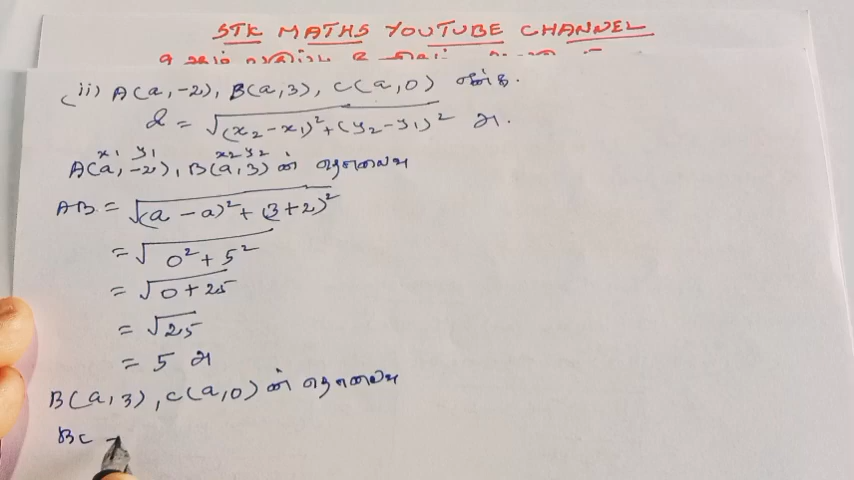 STK MATHS YOUTUBE CHANNEL
(ii) A(a,-2), B(a,3), C(a,0) என்க.
d = √(x₂-x₁)²+(y₂-y₁)² அ.
x₁ y₁ x₂ y₂
A(a,-2), B(a,3) ன் தொலைவு
AB = √(a-a)²+(3+2)²
= √0²+5²
= √0+25
= √25
= 5 அ
B(a,3), C(a,0) ன் தொலைவு
BC -